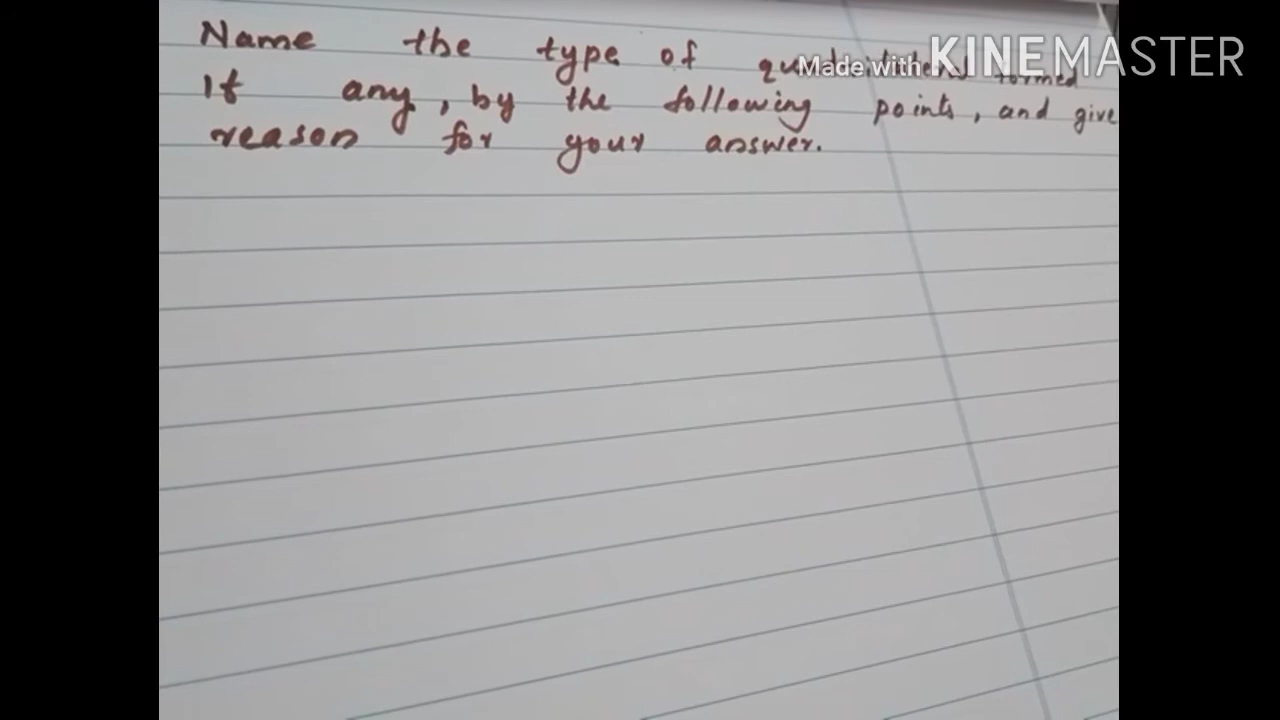 Name the type of formed
Made with KINEMASTER
If any, by the following points, and give
reason for your answer.